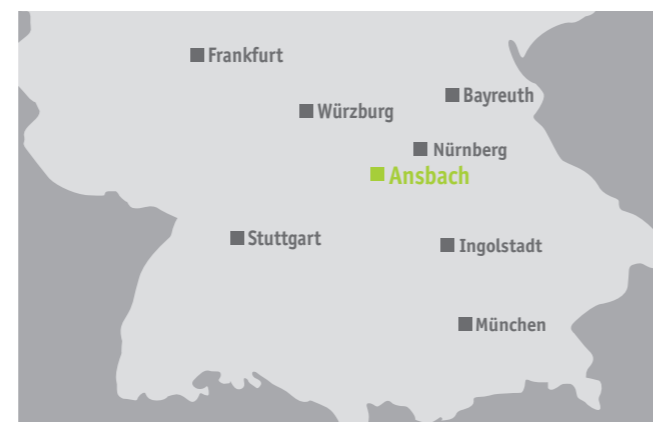 Frankfurt
Bayreuth
Würzburg
Nürnberg
Ansbach
Stuttgart
Ingolstadt
München